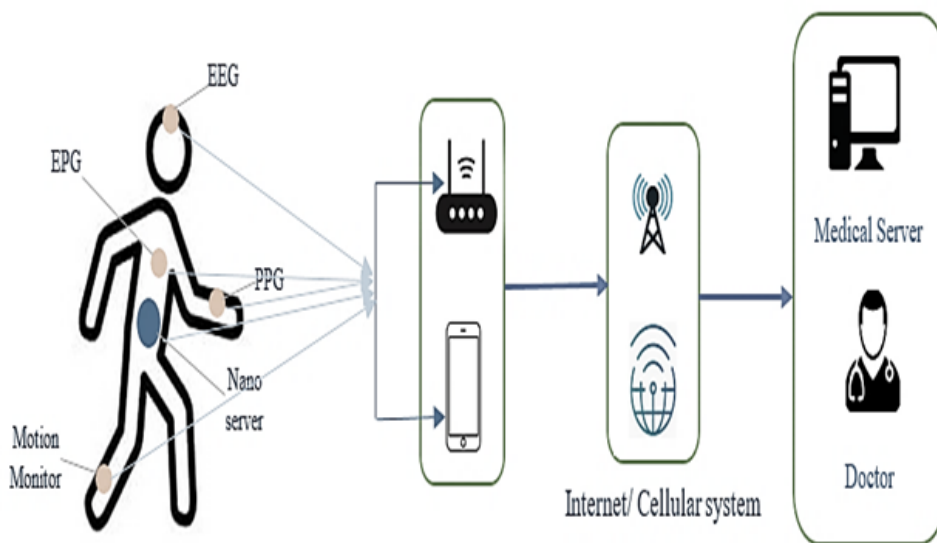 EEG
EPG
PPG
Nano
server
Motion
Monitor
Internet/ Cellular system
Medical Server
Doctor